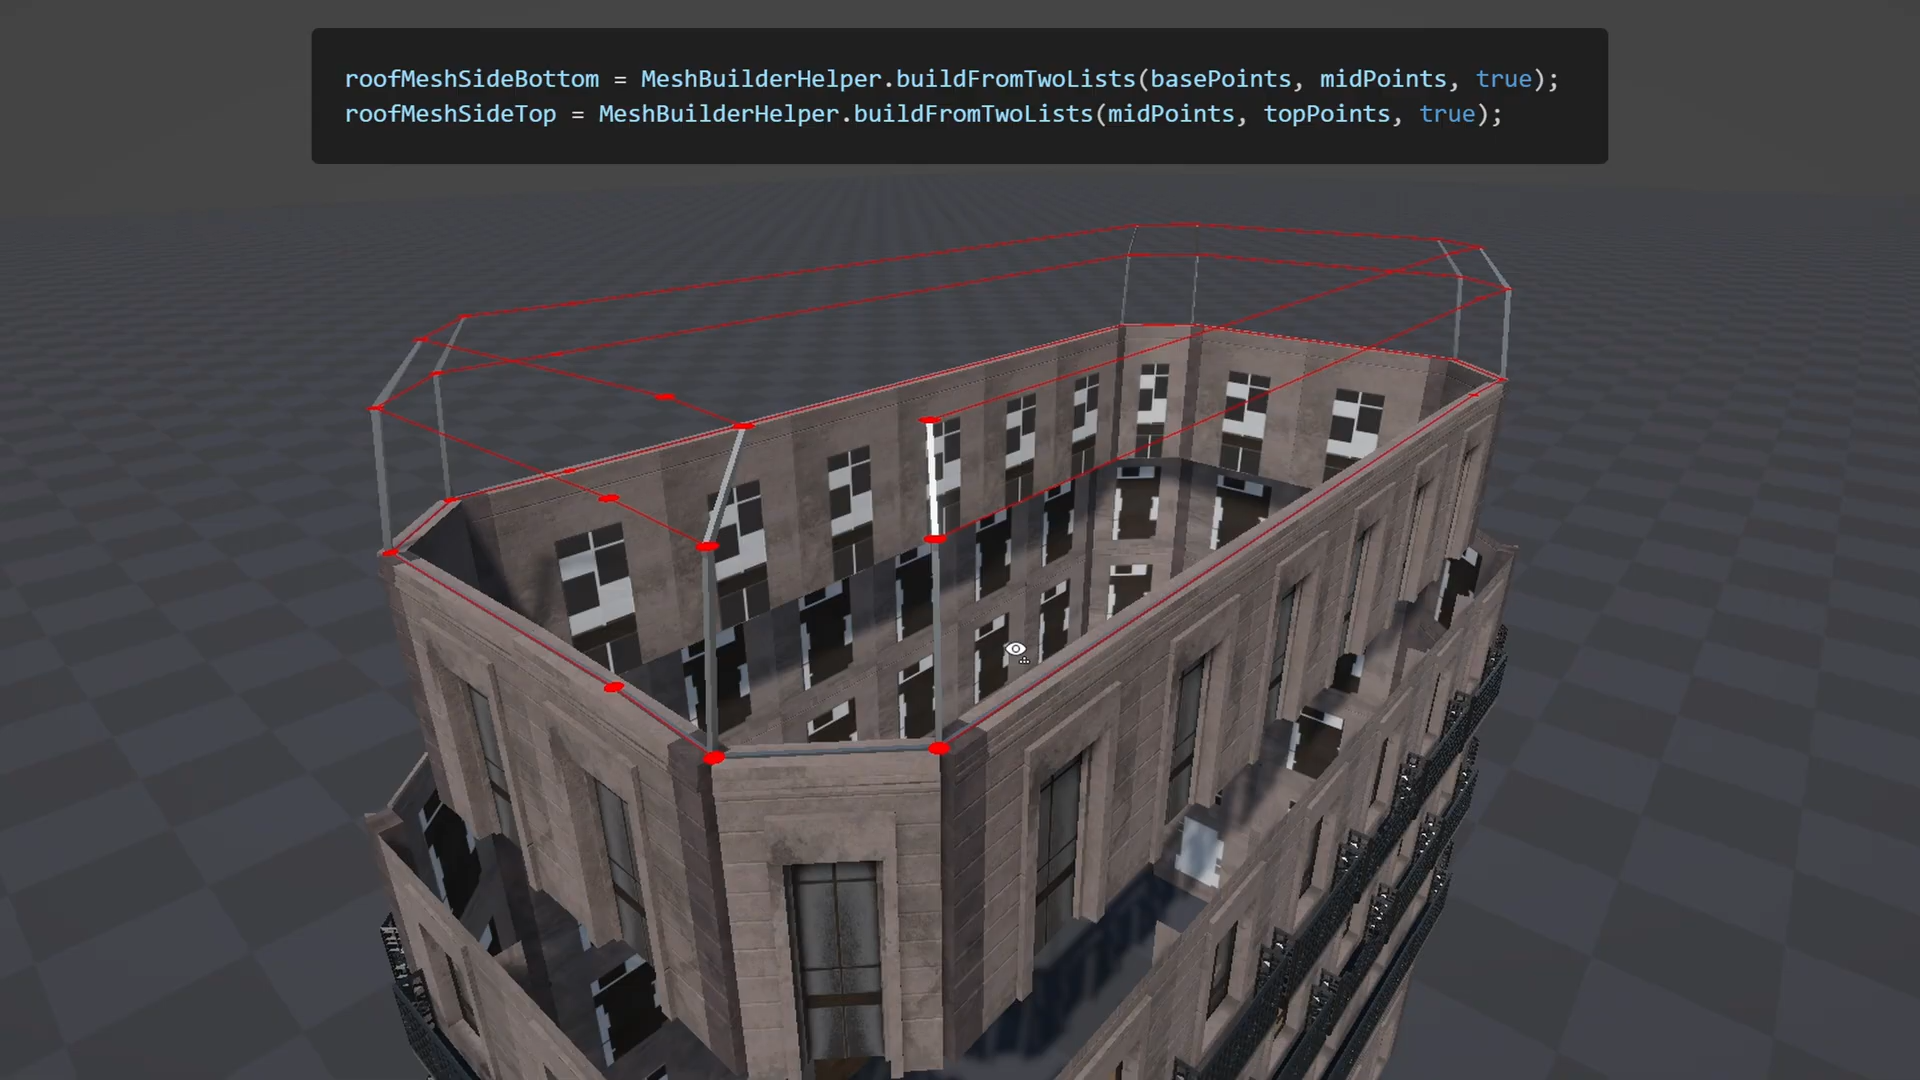 roofMeshSideBottom = MeshBuilderHelper.buildFromTwoLists(basePoints, midPoints, true);
roofMeshSideTop = MeshBuilderHelper.buildFromTwoLists(midPoints, topPoints, true);